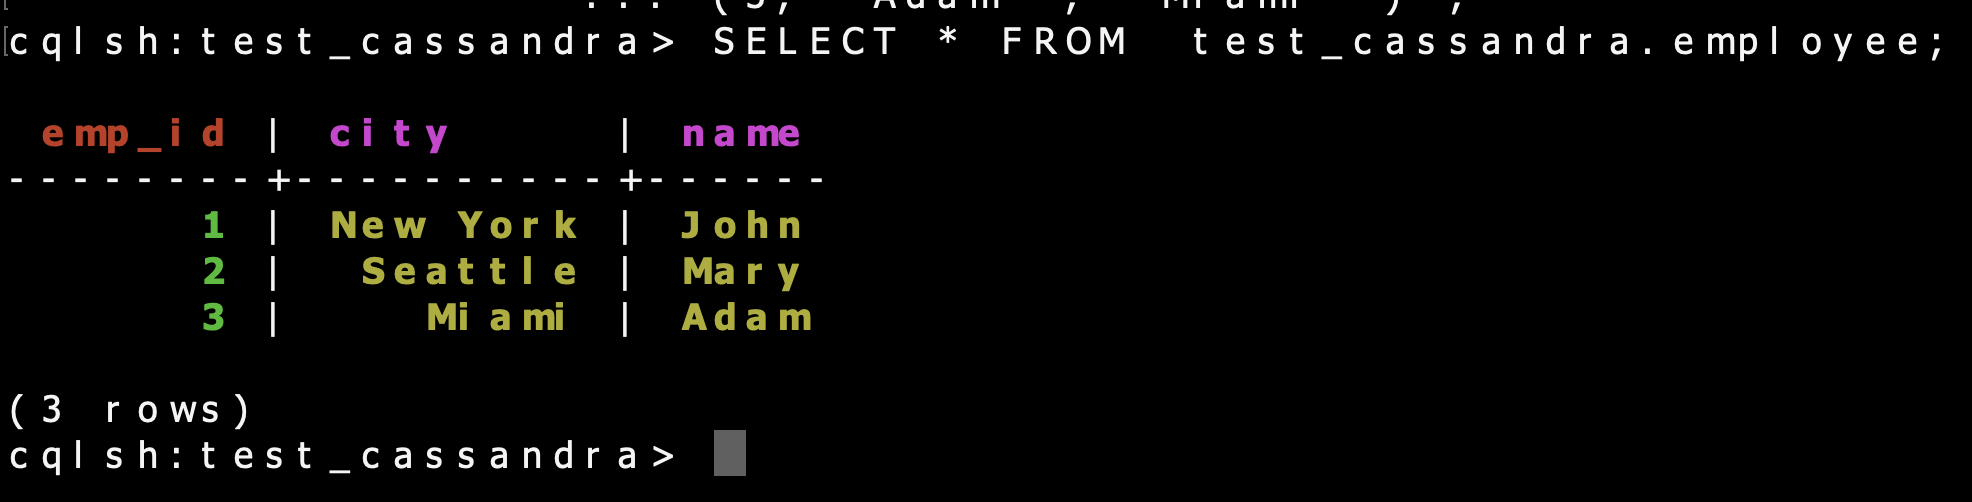 ... (3, 'Adam', 'Miami') ;
cqlsh:test_cassandra> SELECT * FROM test_cassandra.employee;
emp_id | city | name
--------+----------+------
1 | New York | John
2 | Seattle | Mary
3 | Miami | Adam
(3 rows)
cqlsh:test_cassandra>